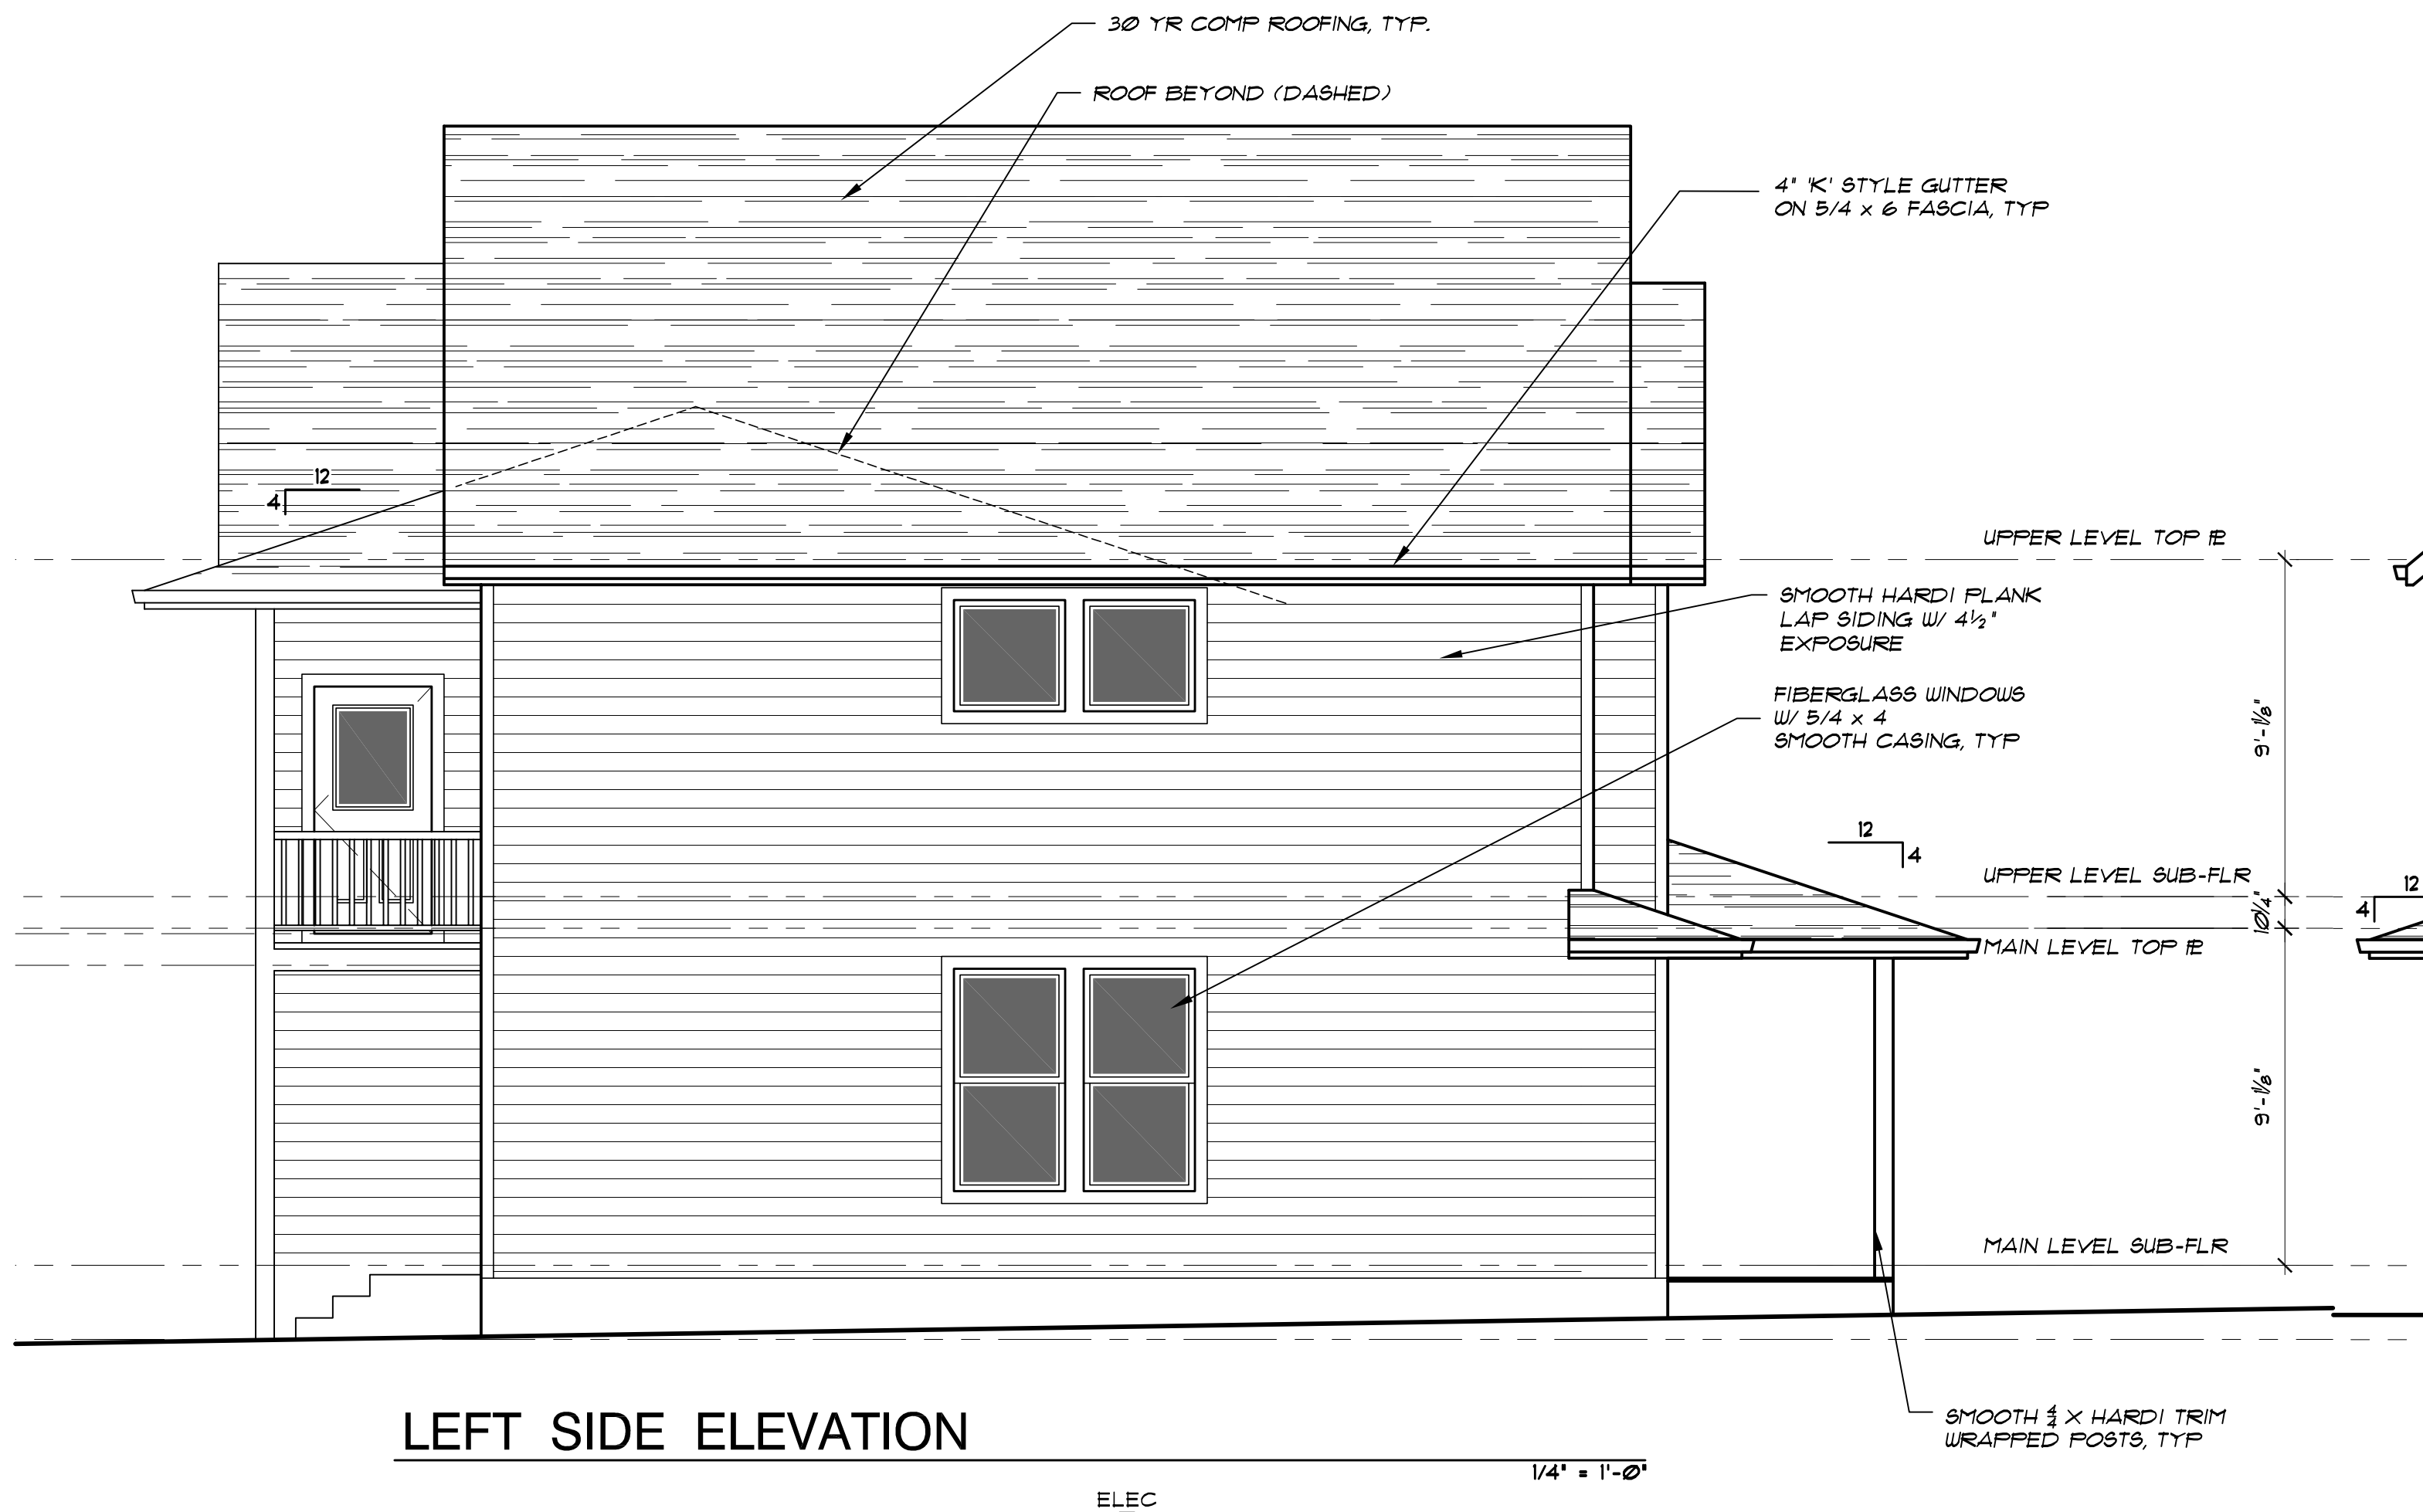 30 YR COMP ROOFING, TYP.
ROOF BEYOND (DASHED)
4" 'K' STYLE GUTTER
ON 5/4 x 6 FASCIA, TYP
12
4
UPPER LEVEL TOP PL
SMOOTH HARDI PLANK
LAP SIDING W/ 4½"
EXPOSURE
FIBERGLASS WINDOWS
W/ 5/4 x 4
SMOOTH CASING, TYP
9'-1⅛"
12
4
UPPER LEVEL SUB-FLR
10¼"
12
4
MAIN LEVEL TOP PL
9'-1⅛"
MAIN LEVEL SUB-FLR
SMOOTH 4/4 X HARDI TRIM
WRAPPED POSTS, TYP
LEFT SIDE ELEVATION
1/4" = 1'-0"
ELEC